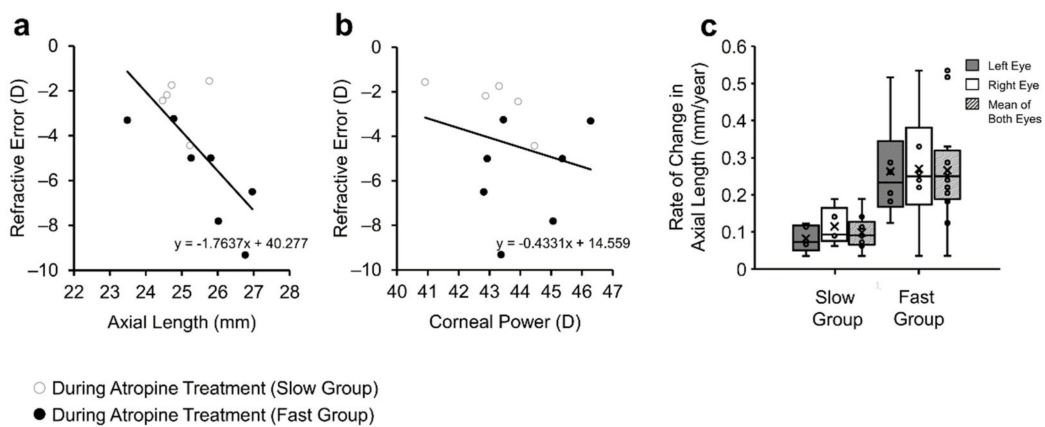 a
Refractive Error (D)
0
−2
−4
−6
−8
−10
y = -1.7637x + 40.277
22 23 24 25 26 27 28
Axial Length (mm)
b
Refractive Error (D)
0
−2
−4
−6
−8
−10
y = -0.4331x + 14.559
40 41 42 43 44 45 46 47
Corneal Power (D)
c
Rate of Change in
Axial Length (mm/year)
0.6
0.5
0.4
0.3
0.2
0.1
0
Left Eye
Right Eye
Mean of
Both Eyes
Slow
Group
Fast
Group
During Atropine Treatment (Slow Group)
During Atropine Treatment (Fast Group)